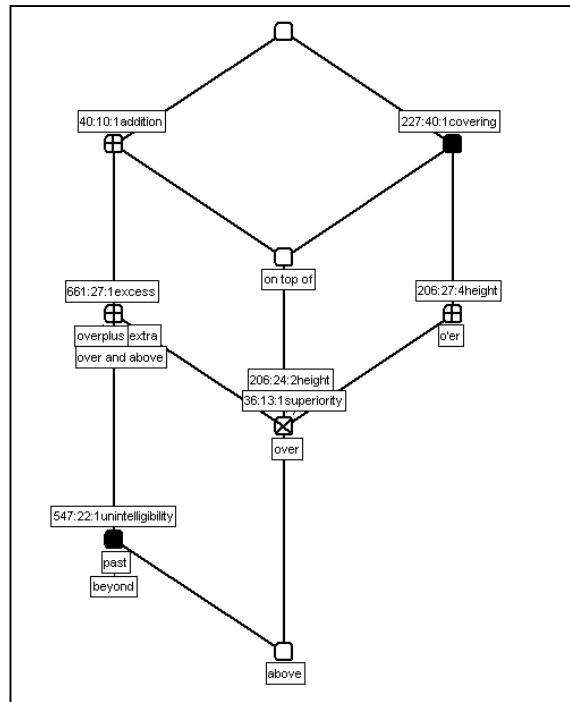 40:10:1addition
227:40:1covering
on top of
661:27:1excess
206:27:4height
overplus extra
o'er
over and above
206:24:2height
36:13:1superiority
over
547:22:1unintelligibility
past
beyond
above